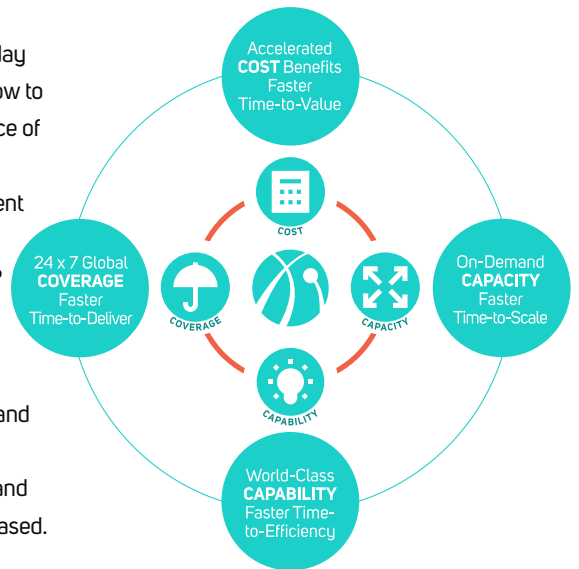 ow to
ce of
ent
and
and
ased.
Accelerated
COST Benefits
Faster
Time-to-Value
COST
24 x 7 Global
COVERAGE
Faster
Time-to-Deliver
COVERAGE
CAPACITY
On-Demand
CAPACITY
Faster
Time-to-Scale
CAPABILITY
World-Class
CAPABILITY
Faster Time-
to-Efficiency